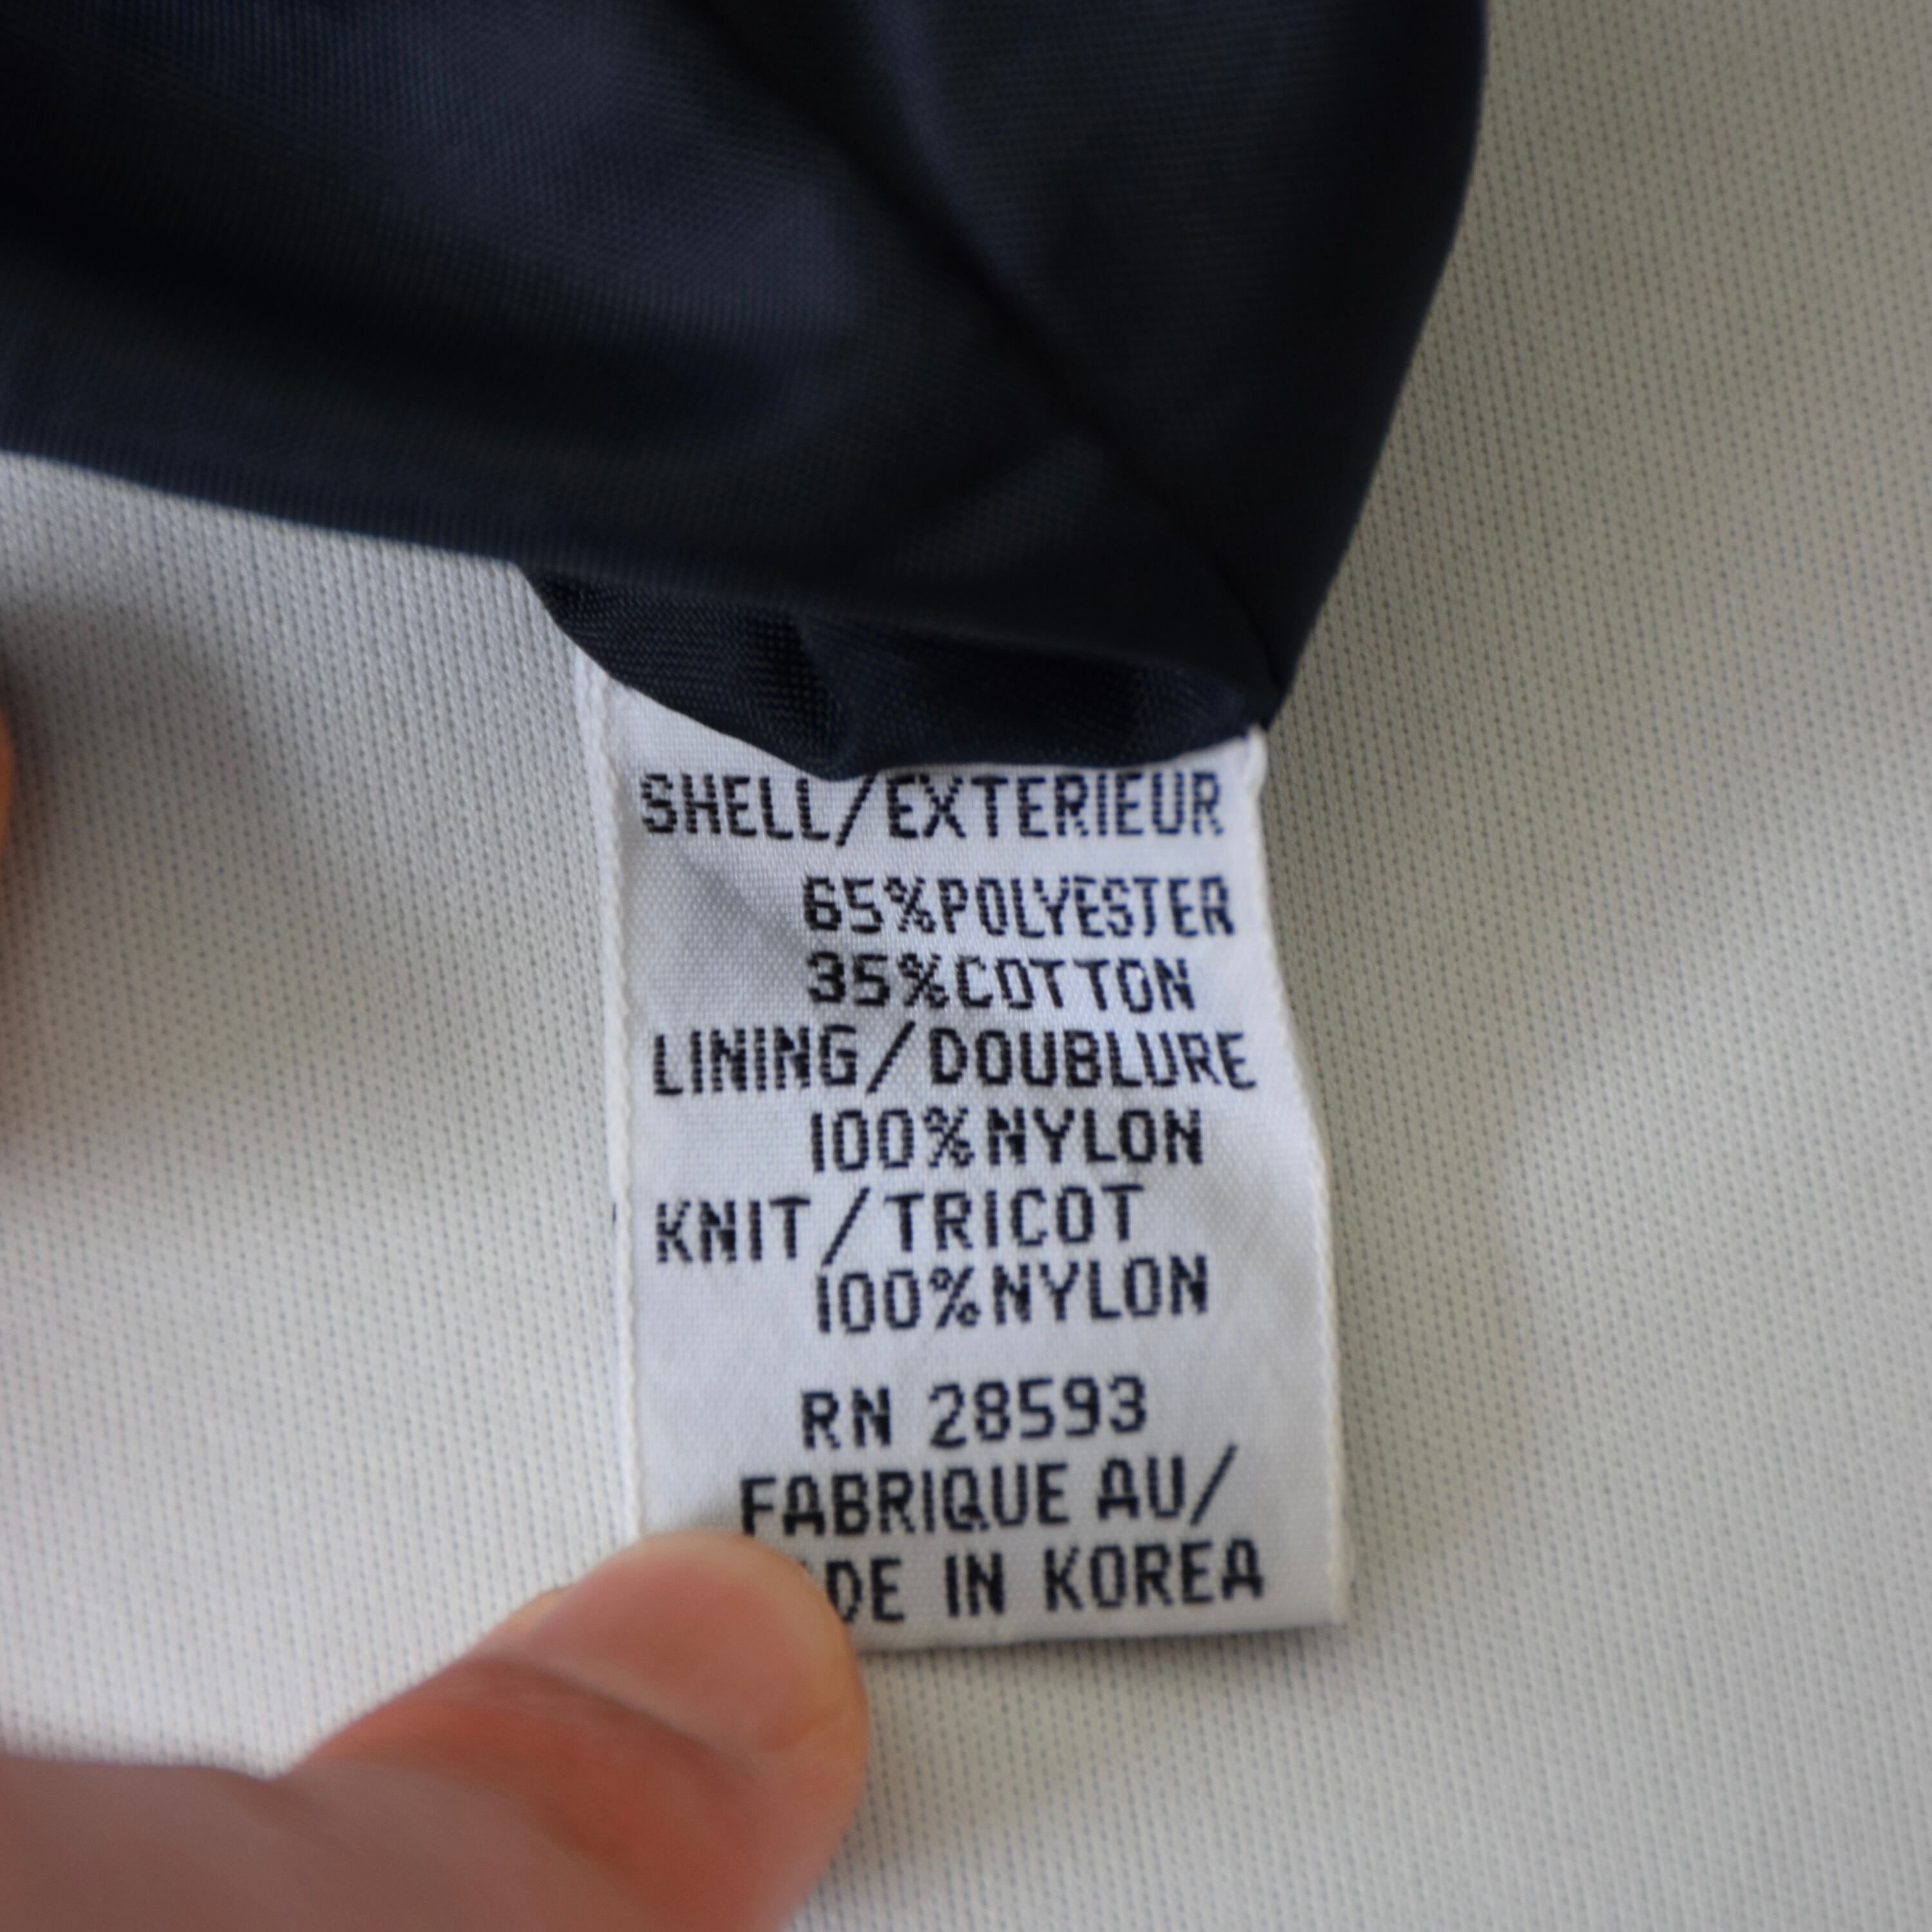 SHELL/EXTERIEUR
65%POLYESTER
35%COTTON
LINING/DOUBLURE
100%NYLON
KNIT/TRICOT
100%NYLON
RN 28593
FABRIQUE AU/
DE IN KOREA